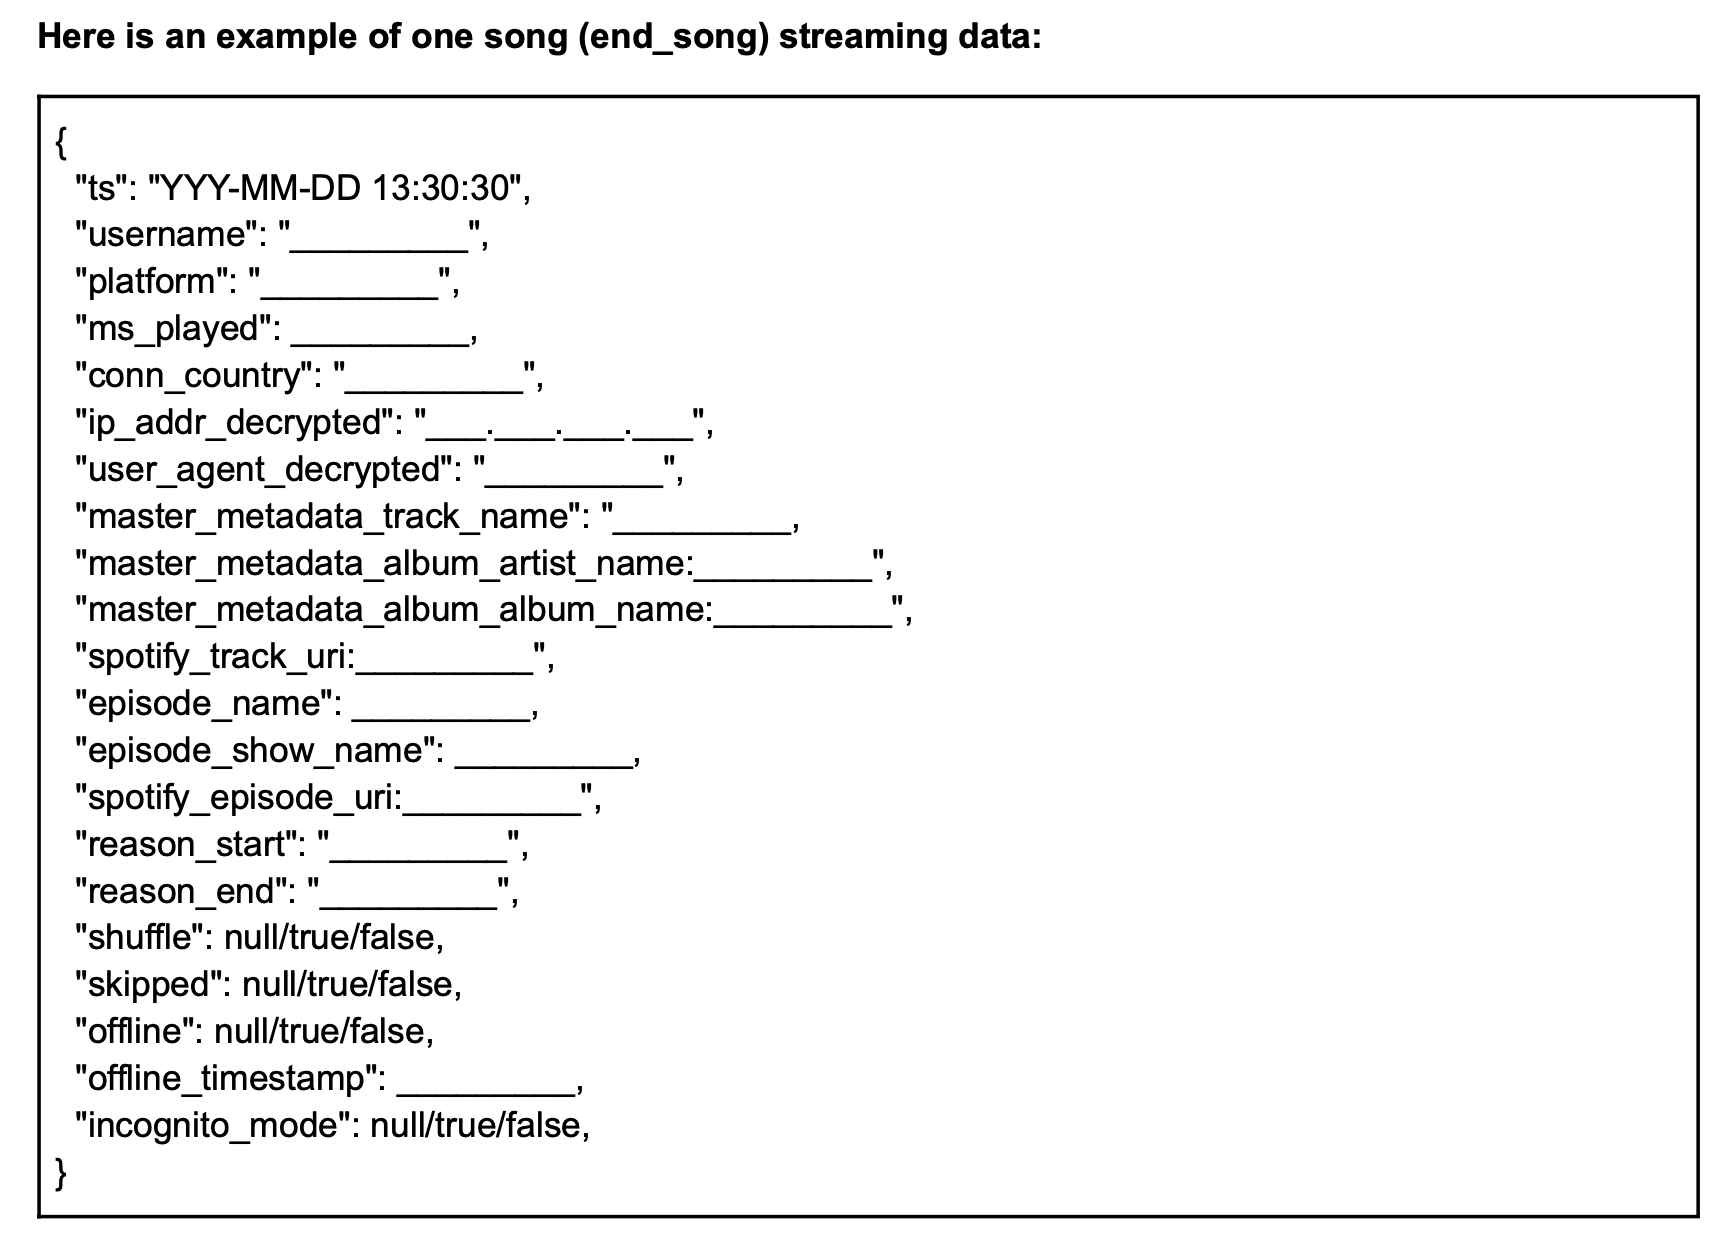 Here is an example of one song (end_song) streaming data:
{
"ts": "YYY-MM-DD 13:30:30",
"username": "_________",
"platform": "_________",
"ms_played": _________,
"conn_country": "_________",
"ip_addr_decrypted": "___.___.___.___",
"user_agent_decrypted": "_________",
"master_metadata_track_name": "_________,
"master_metadata_album_artist_name:_________",
"master_metadata_album_album_name:_________",
"spotify_track_uri:_________",
"episode_name": _________,
"episode_show_name": _________,
"spotify_episode_uri:_________",
"reason_start": "_________",
"reason_end": "_________",
"shuffle": null/true/false,
"skipped": null/true/false,
"offline": null/true/false,
"offline_timestamp": _________,
"incognito_mode": null/true/false,
}